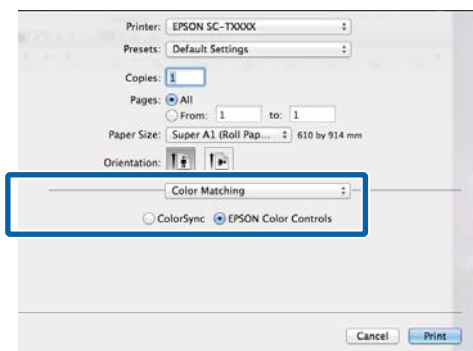 Printer: EPSON SC-TXXXX
Presets: Default Settings
Copies: 1
Pages: All
From: 1 to: 1
Paper Size: Super A1 (Roll Pap... 610 by 914 mm
Orientation:
Color Matching
ColorSync EPSON Color Controls
Cancel Print